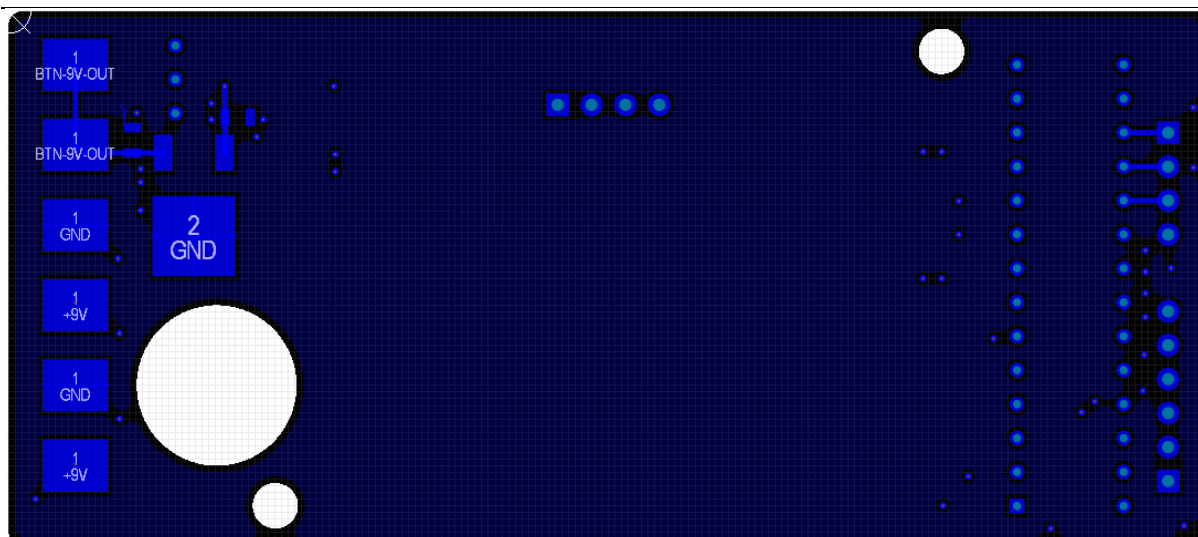 1
BTN-9V-OUT
1
BTN-9V-OUT
1
GND
2
GND
1
+9V
1
GND
1
+9V